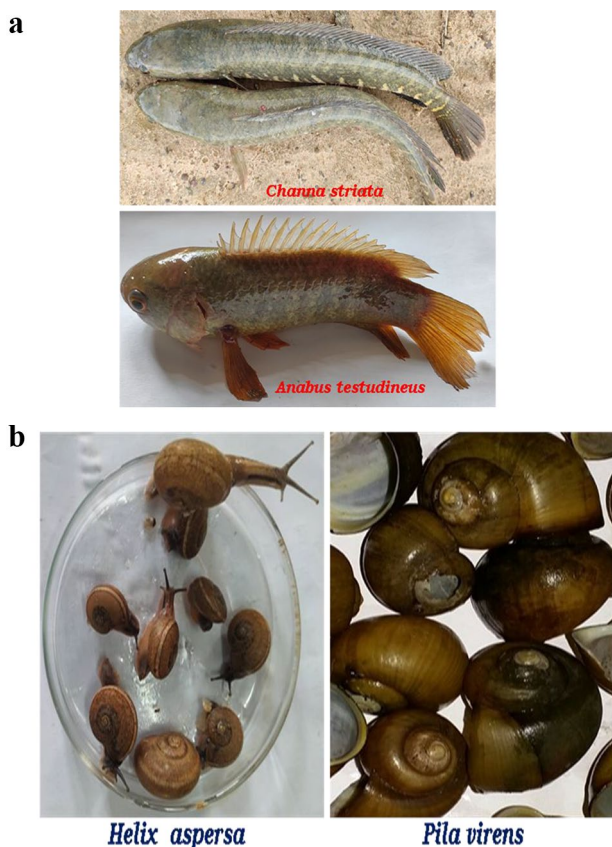 a
Channa striata
Anabus testudineus
b
Helix aspersa
Pila virens